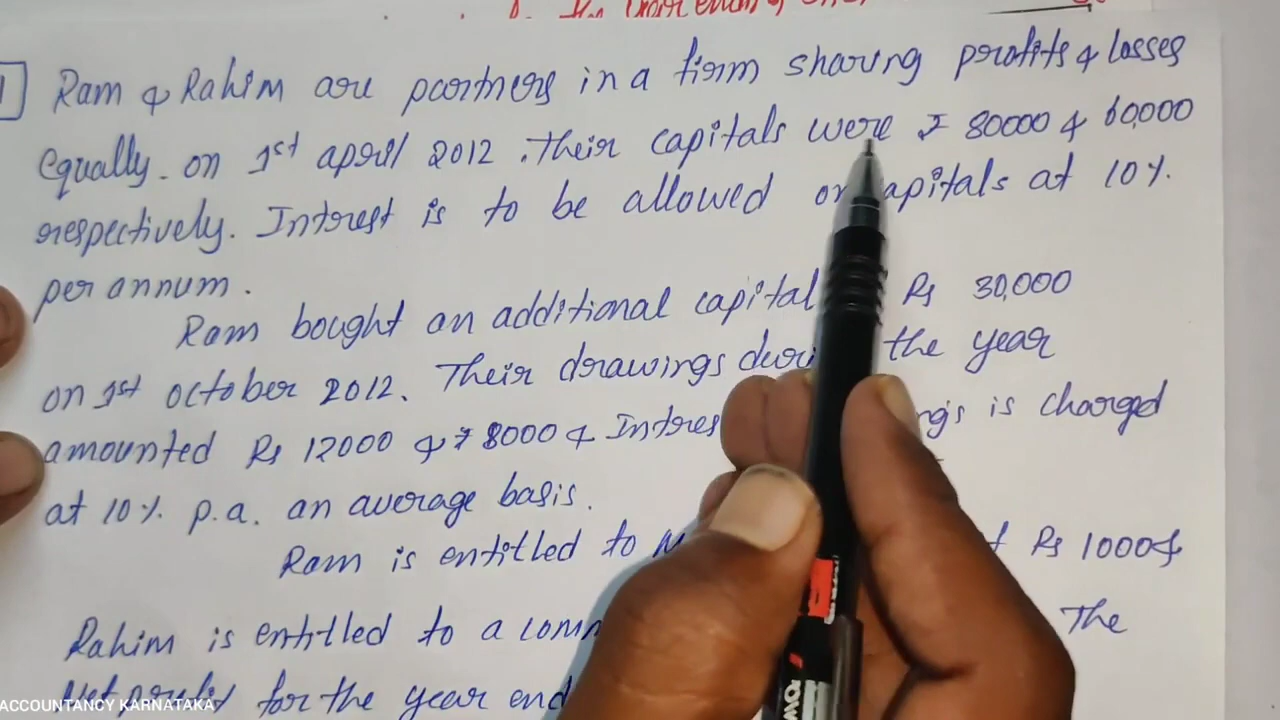 1 Ram & Rahim are partners in a firm sharing profits & losses
equally. on 1st april 2012. Their capitals were ₹ 80000 & 60,000
respectively. Interest is to be allowed on capitals at 10%.
per annum.
Ram bought an additional capital Rs 30,000
on 1st october 2012. Their drawings the year
amounted Rs 12000 & ₹ 8000 & is charged
at 10% p.a. an average basis.
Ram is entitled to Rs 1000 &
Rahim is entitled to a The
Net for the year
ACCOUNTANCY KARNATAKA